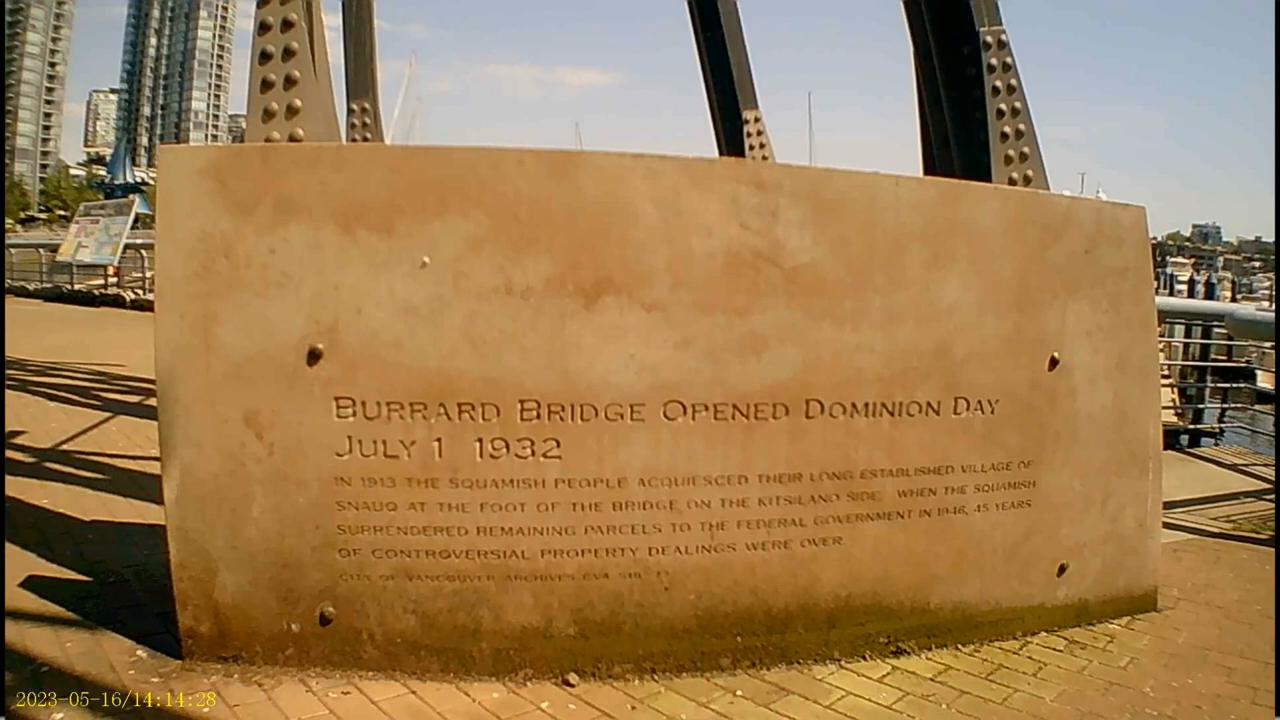 BURRARD BRIDGE OPENED DOMINION DAY
JULY 1 1932
IN 1913 THE SQUAMISH PEOPLE ACQUIESCED THEIR LONG ESTABLISHED VILLAGE OF
SNAUQ AT THE FOOT OF THE BRIDGE ON THE KITSILANO SIDE. WHEN THE SQUAMISH
SURRENDERED REMAINING PARCELS TO THE FEDERAL GOVERNMENT IN 1946, 45 YEARS
OF CONTROVERSIAL PROPERTY DEALINGS WERE OVER.
CITY OF VANCOUVER ARCHIVES CVA
2023-05-16/14:14:28